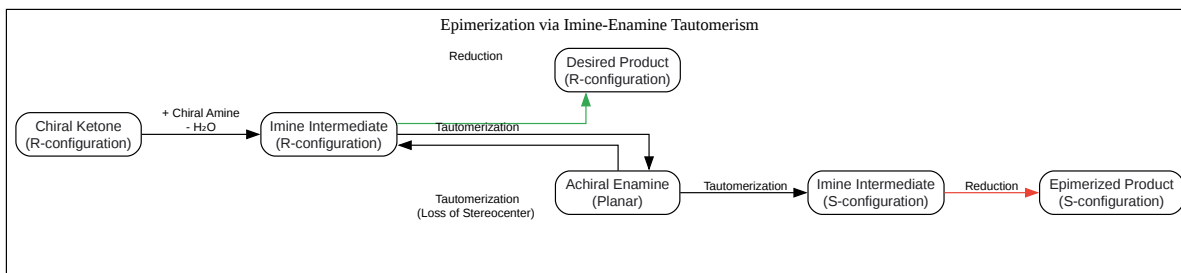 Epimerization via Imine-Enamine Tautomerism
Reduction
Desired Product
(R-configuration)
+ Chiral Amine
- H₂O
Chiral Ketone
(R-configuration)
Imine Intermediate
(R-configuration)
Tautomerization
Tautomerization
(Loss of Stereocenter)
Achiral Enamine
(Planar)
Tautomerization
Imine Intermediate
(S-configuration)
Reduction
Epimerized Product
(S-configuration)